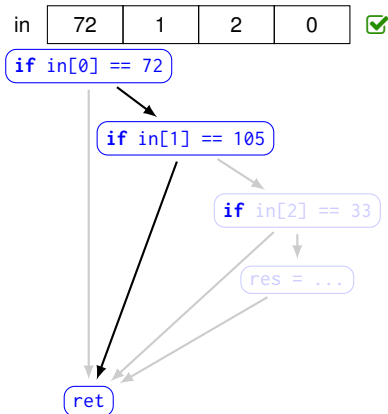 in 72 1 2 0
if in[0] == 72
if in[1] == 105
if in[2] == 33
res = ...
ret